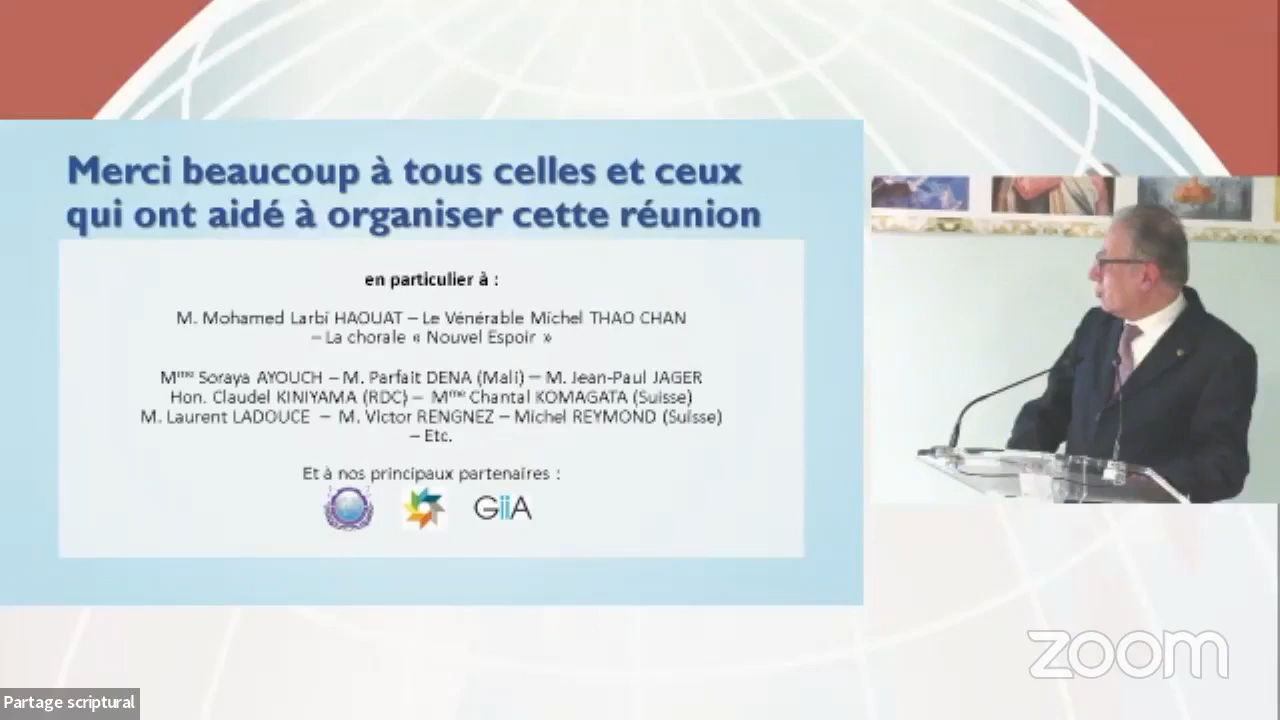 Merci beaucoup à tous celles et ceux
qui ont aidé à organiser cette réunion
en particulier à :
M. Mohamed Larbi HAOUAT – Le Vénérable Michel THAO CHAN
– La chorale « Nouvel Espoir »
Mme Soraya AYOUCH – M. Parfait DENA (Mali) – M. Jean-Paul JAGER
Hon. Claudel KINIYAMA (RDC) – Mme Chantal KOMAGATA (Suisse)
M. Laurent LADOUCE – M. Victor RENGNEZ – Michel REYMOND (Suisse)
– Etc.
Et à nos principaux partenaires :
GiiA
zoom
Partage scriptural